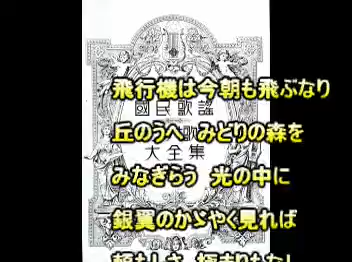 飛行機は今朝も飛ぶなり
國民歌謠
丘のうへ みどりの森を
大全集
みなぎらう 光の中に
銀翼のかゞやく見れば